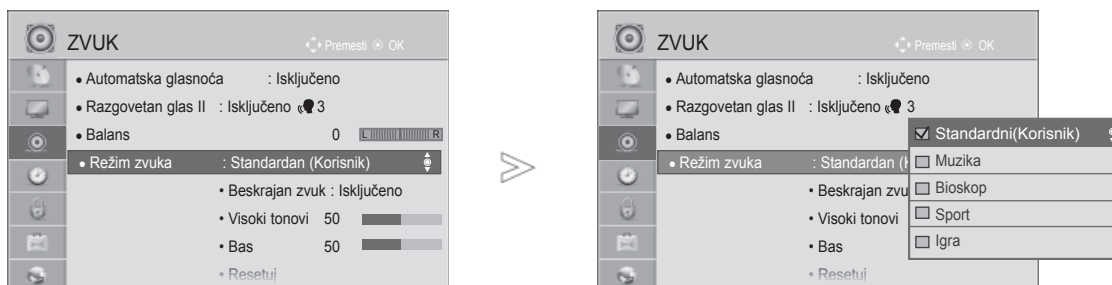 ZVUK
Premesti OK
• Automatska glasnoća : Isključeno
• Razgovetan glas II : Isključeno 3
• Balans 0 L R
• Režim zvuka : Standardan (Korisnik)
• Beskrajan zvuk : Isključeno
• Visoki tonovi 50
• Bas 50
• Resetuj
ZVUK
Premesti OK
• Automatska glasnoća : Isključeno
• Razgovetan glas II : Isključeno 3
• Balans
• Režim zvuka : Standardan (K
• Beskrajan zvu
• Visoki tonovi
• Bas
• Resetuj
Standardni(Korisnik)
Muzika
Bioskop
Sport
Igra